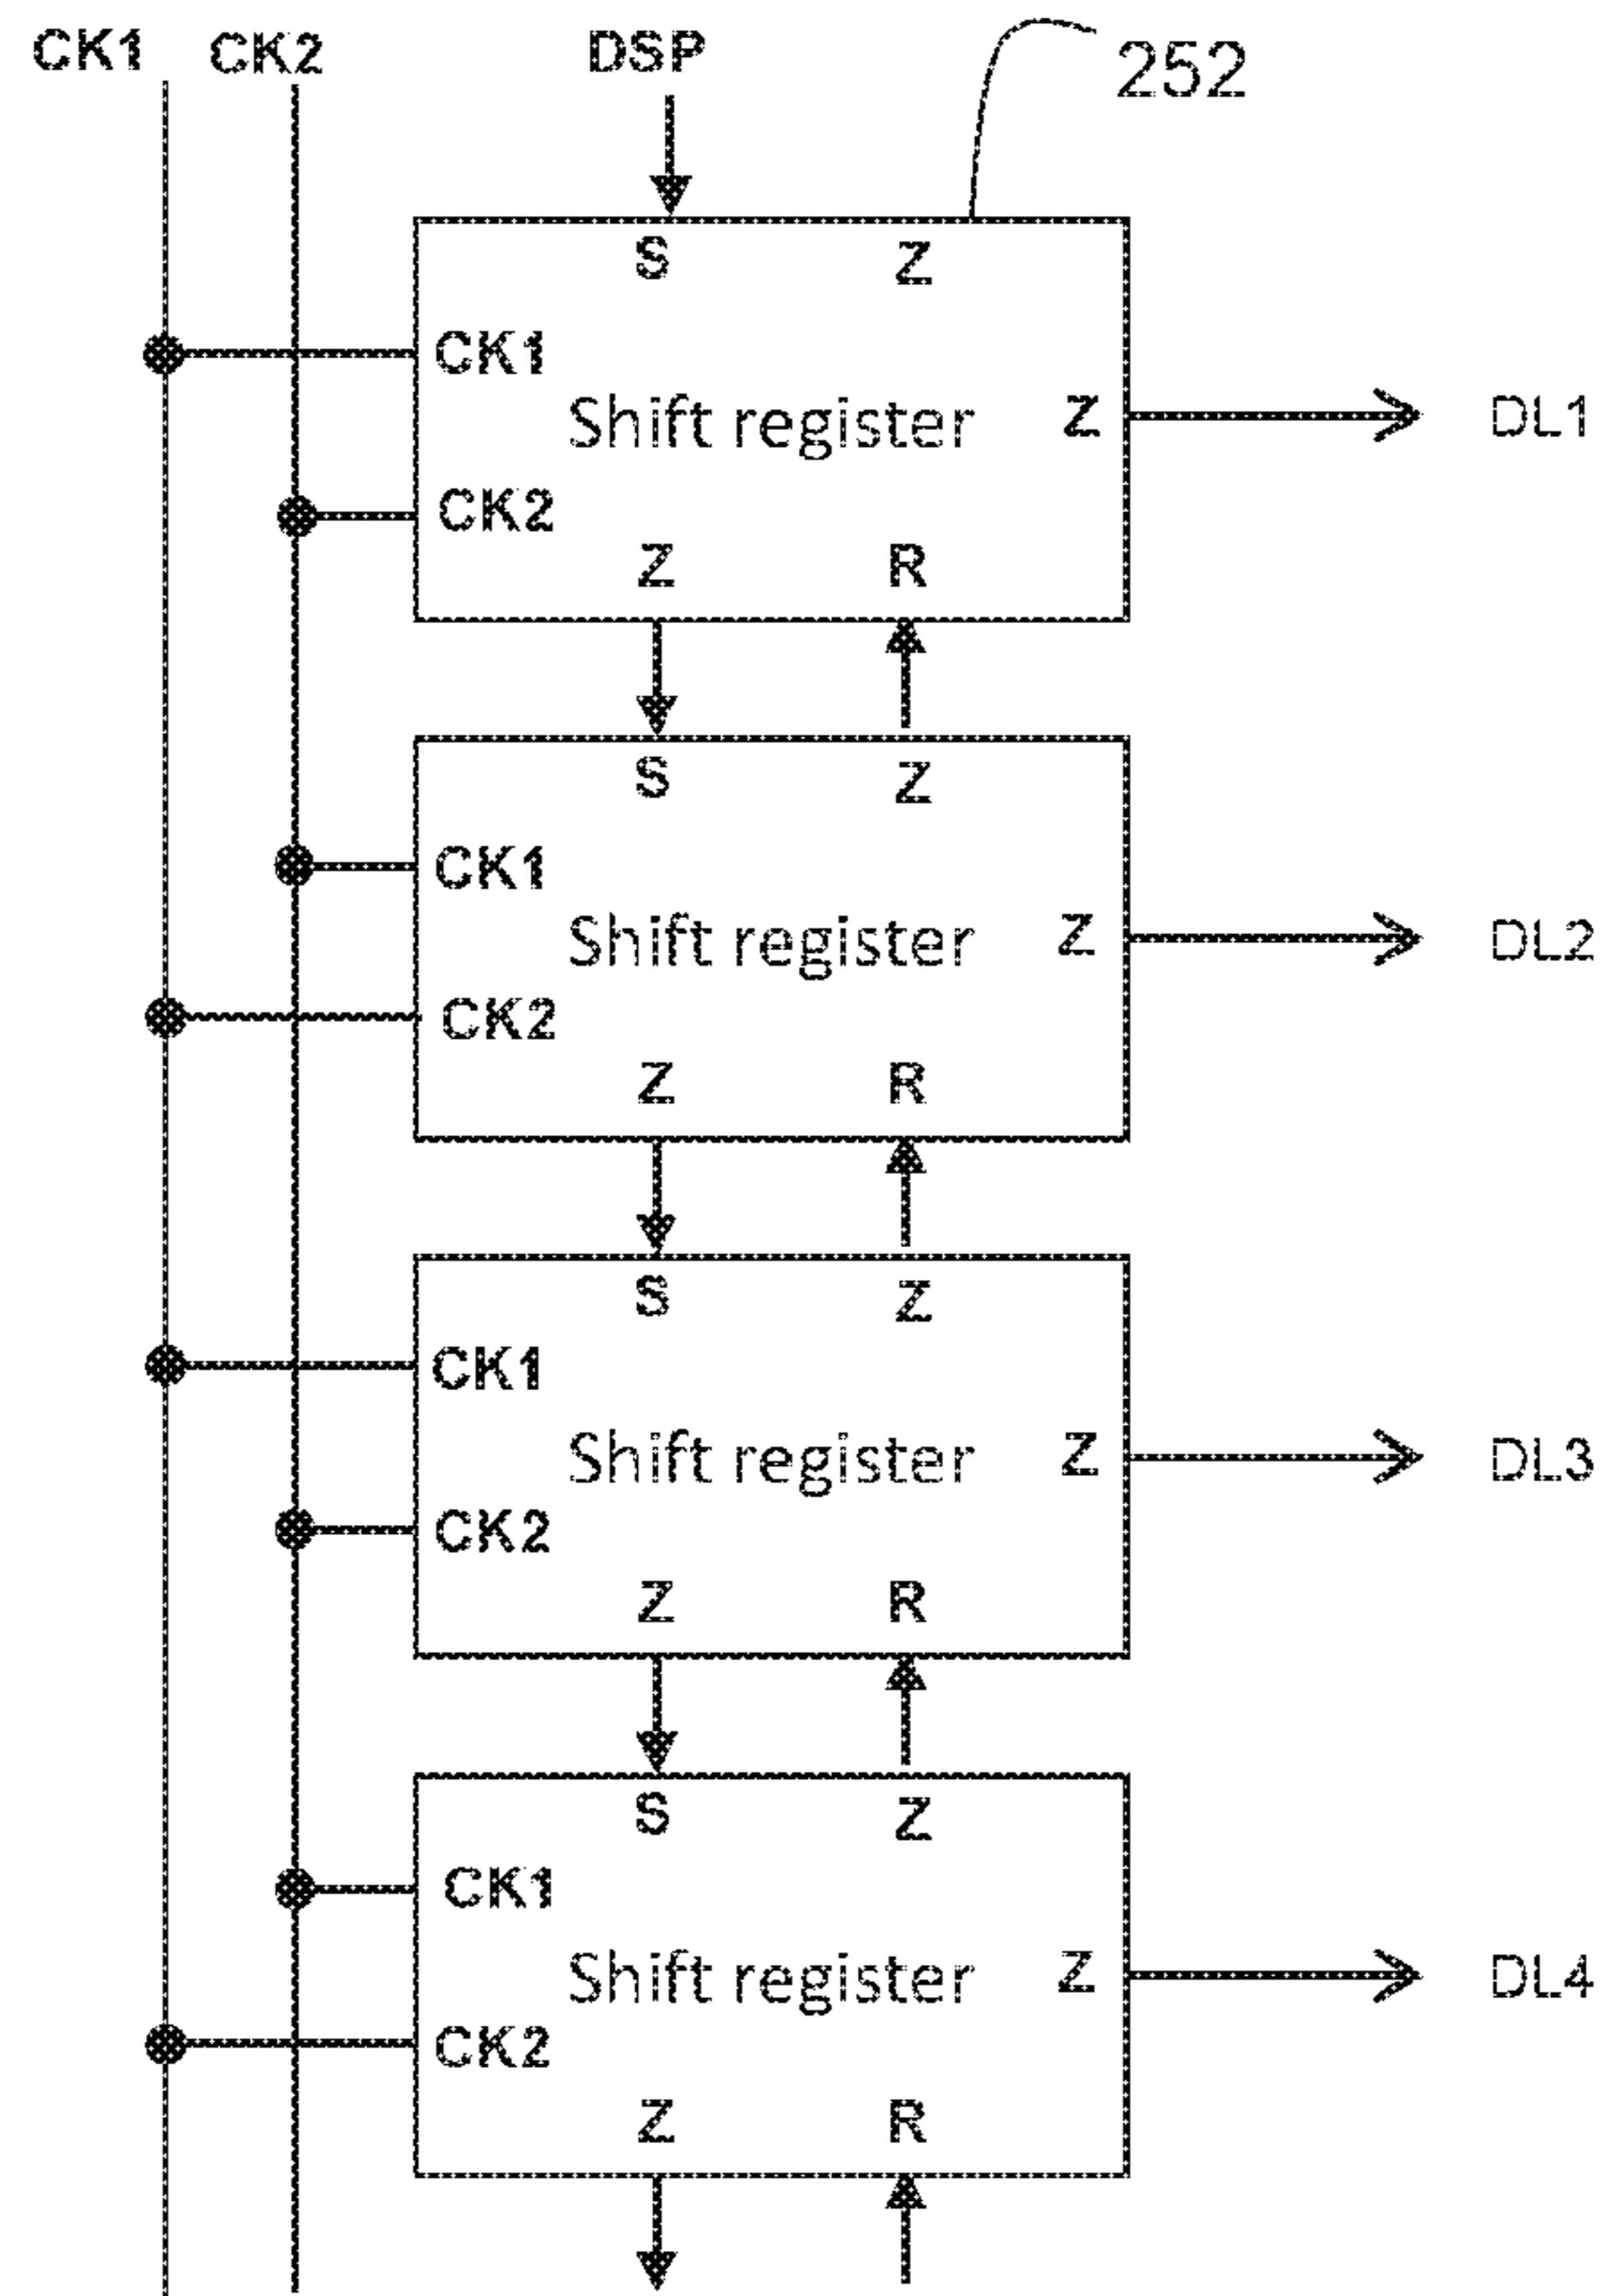 CK1 CK2 DSP 252
S Z
CK1
Shift register Z DL1
CK2
Z R
S Z
CK1
Shift register Z DL2
CK2
Z R
S Z
CK1
Shift register Z DL3
CK2
Z R
S Z
CK1
Shift register Z DL4
CK2
Z R